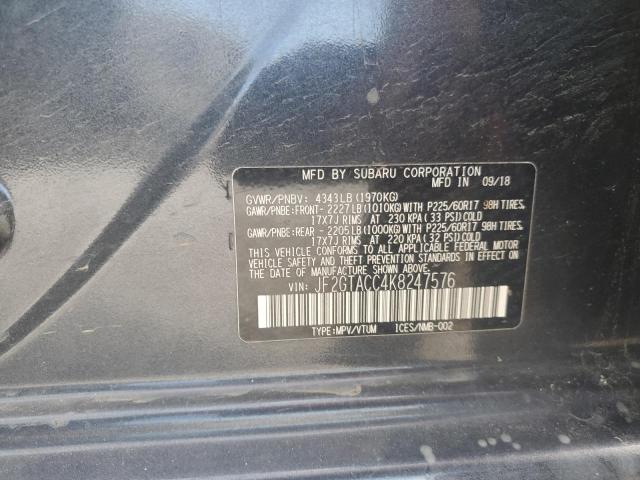 MFD BY SUBARU CORPORATION
MFD IN 09/18
GVWR/PNBV: 4343LB(1970KG)
GAWR/PNBE:FRONT- 2227LB(1010KG) WITH P225/60R17 98H TIRES,
17X7J RIMS AT 230 KPA(33 PSI)COLD
GAWR/PNBE:REAR - 2205LB(1000KG) WITH P225/60R17 98H TIRES,
17X7J RIMS AT 220 KPA(32 PSI)COLD
THIS VEHICLE CONFORMS TO ALL APPLICABLE FEDERAL MOTOR
VEHICLE SAFETY AND THEFT PREVENTION STANDARDS IN EFFECT ON
THE DATE OF MANUFACTURE SHOWN ABOVE.
VIN: JF2GTACC4K8247576
TYPE:MPV/VTUM ICES/NMB-002